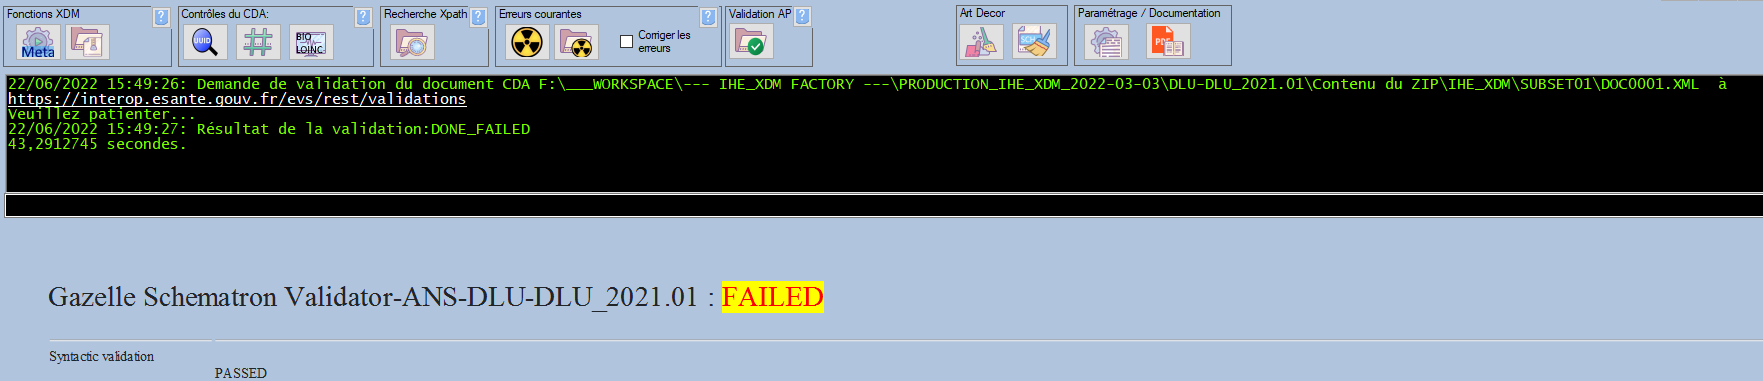 Fonctions XDM
?
Contrôles du CDA:
?
Recherche Xpath
?
Erreurs courantes
?
Validation AP
?
Art Decor
Paramétrage / Documentation
Meta
UUID
BIO
LOINC
Corriger les
erreurs
SCH
PDF
22/06/2022 15:49:26: Demande de validation du document CDA F:\___WORKSPACE\--- IHE_XDM FACTORY ---\PRODUCTION_IHE_XDM_2022-03-03\DLU-DLU_2021.01\Contenu du ZIP\IHE_XDM\SUBSET01\DOC0001.XML  à
https://interop.esante.gouv.fr/evs/rest/validations
Veuillez patienter...
22/06/2022 15:49:27: Résultat de la validation:DONE_FAILED
43,2912745 secondes.
Gazelle Schematron Validator-ANS-DLU-DLU_2021.01 : FAILED
Syntactic validation
PASSED